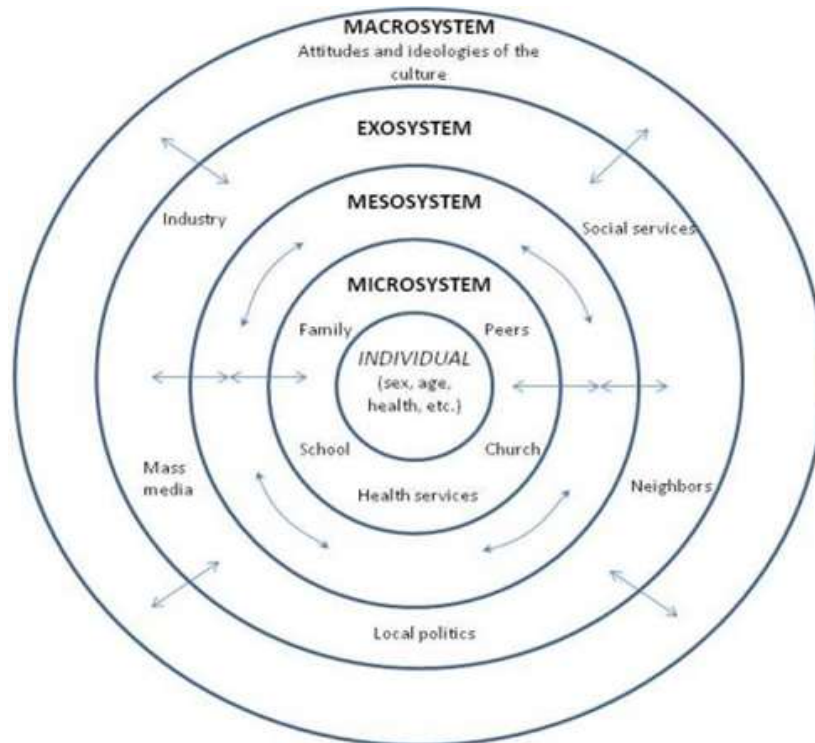 MACROSYSTEM
Attitudes and ideologies of the
culture
EXOSYSTEM
MESOSYSTEM
Industry
Social services
MICROSYSTEM
Family
Peers
INDIVIDUAL
(sex, age,
health, etc.)
School
Church
Mass
media
Health services
Neighbors
Local politics